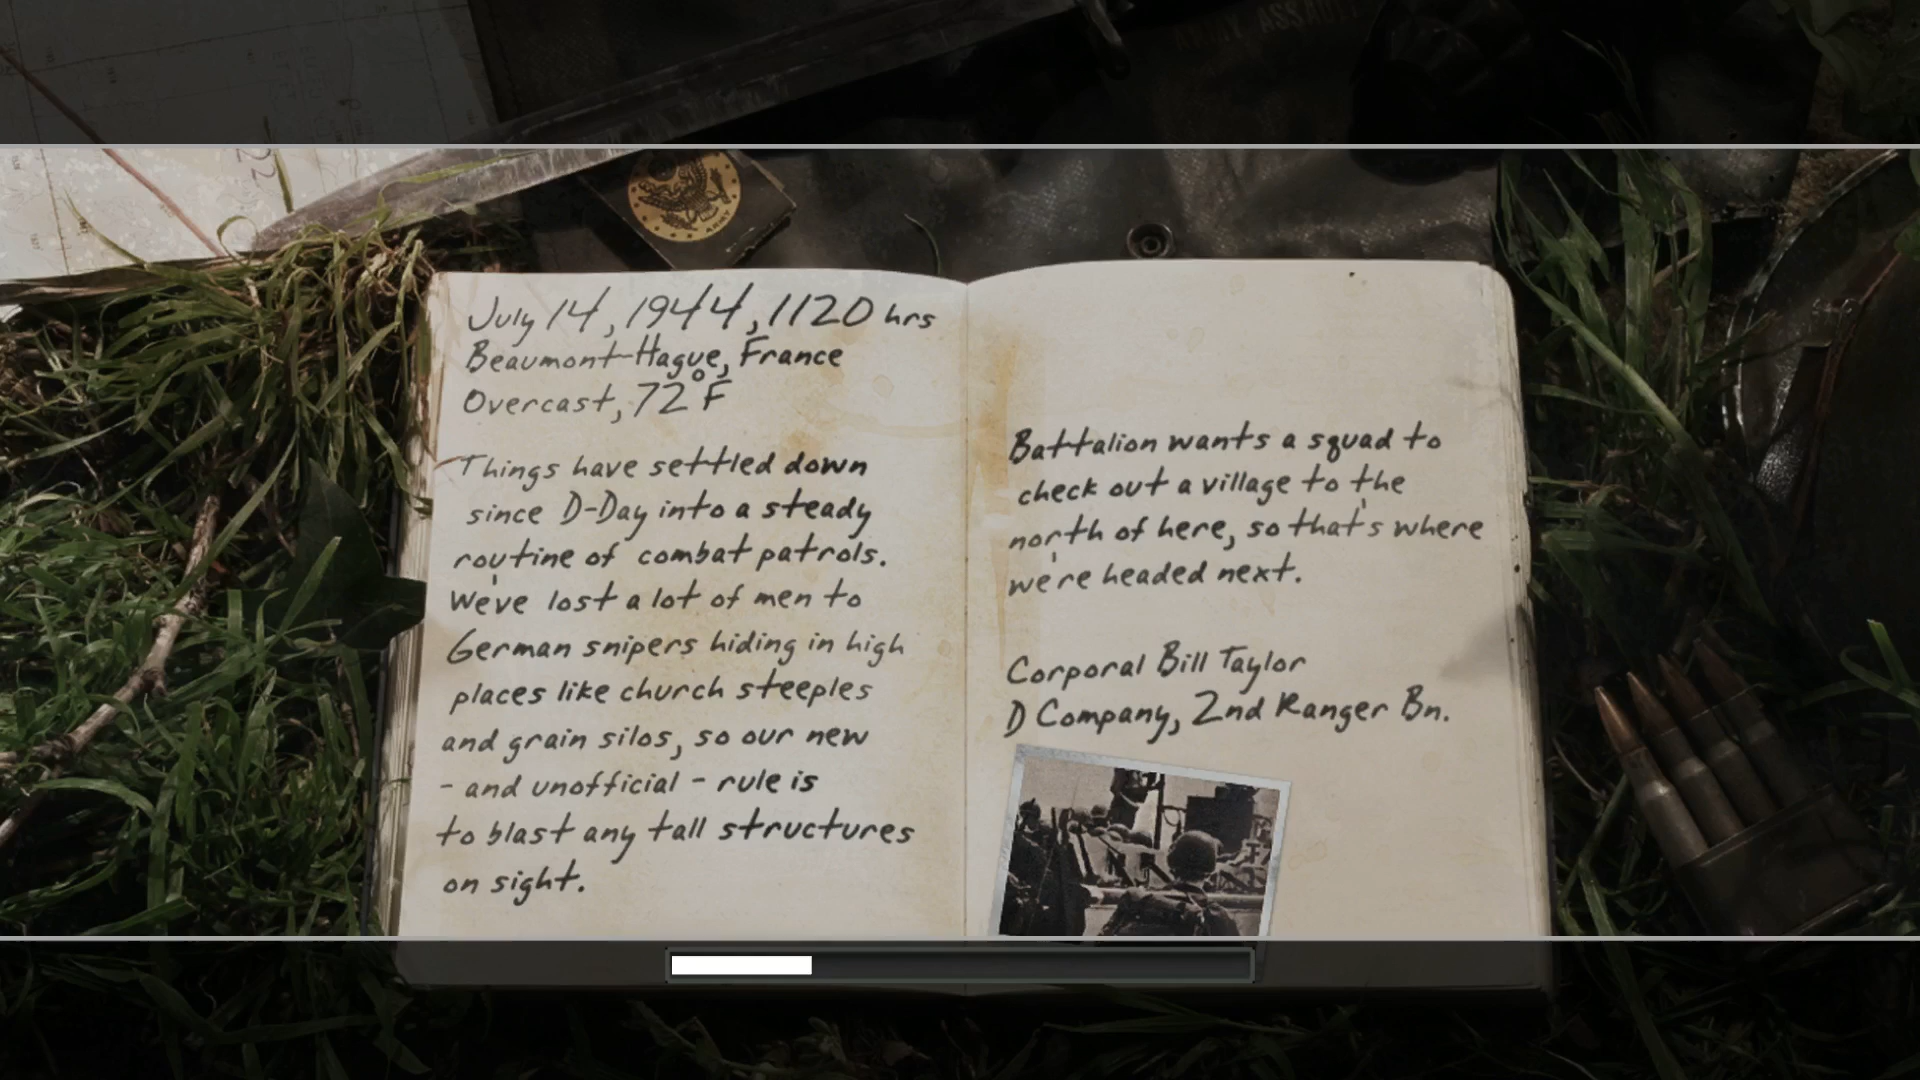 ARMY ASSAULT
ARMY
July 14, 1944, 1120 hrs
Beaumont-Hague, France
Overcast, 72°F
Things have settled down
since D-Day into a steady
routine of combat patrols.
We've lost a lot of men to
German snipers hiding in high
places like church steeples
and grain silos, so our new
- and unofficial - rule is
to blast any tall structures
on sight.
Battalion wants a squad to
check out a village to the
north of here, so that's where
we're headed next.
Corporal Bill Taylor
D Company, 2nd Ranger Bn.